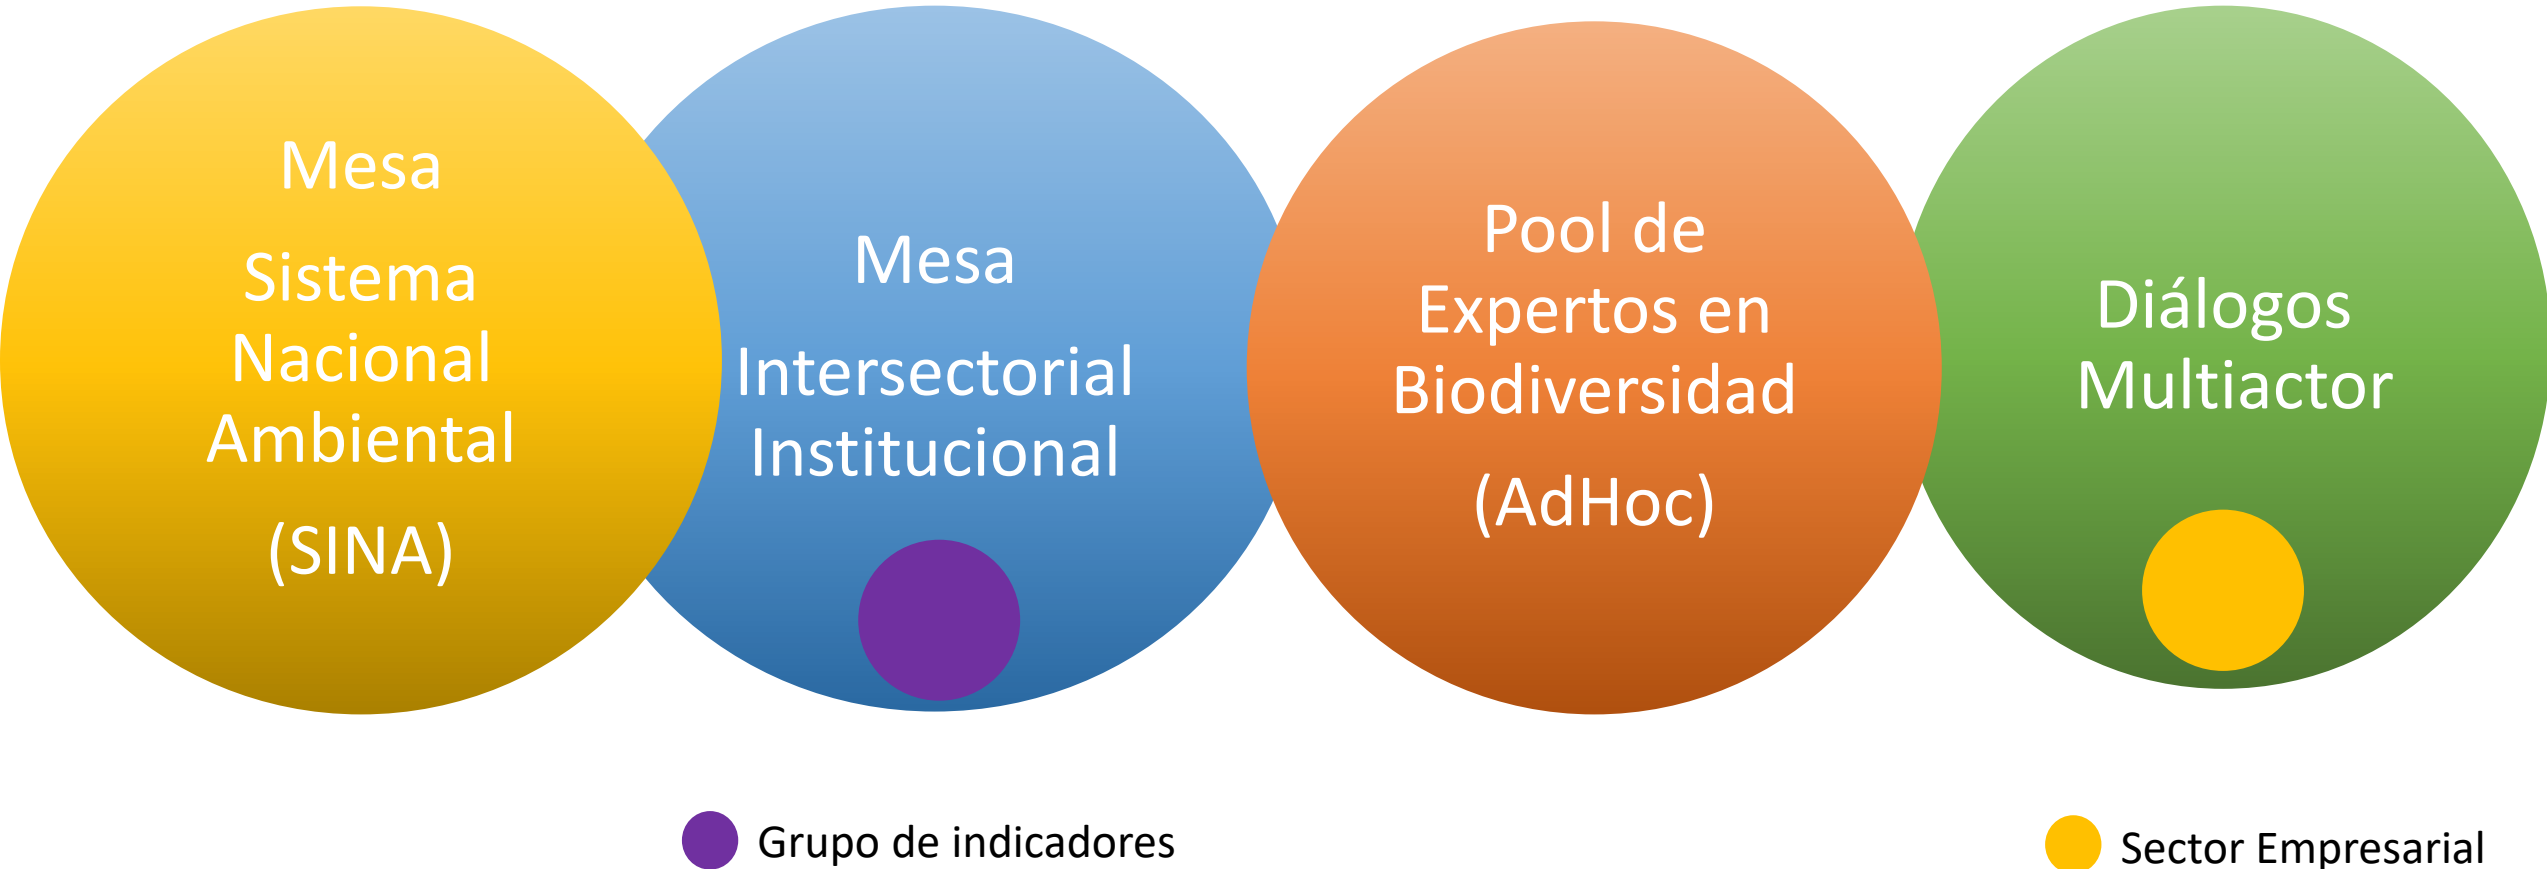 Mesa
Sistema
Nacional
Ambiental
(SINA)
Mesa
Intersectorial
Institucional
Pool de
Expertos en
Biodiversidad
(AdHoc)
Diálogos
Multiactor
Grupo de indicadores
Sector Empresarial